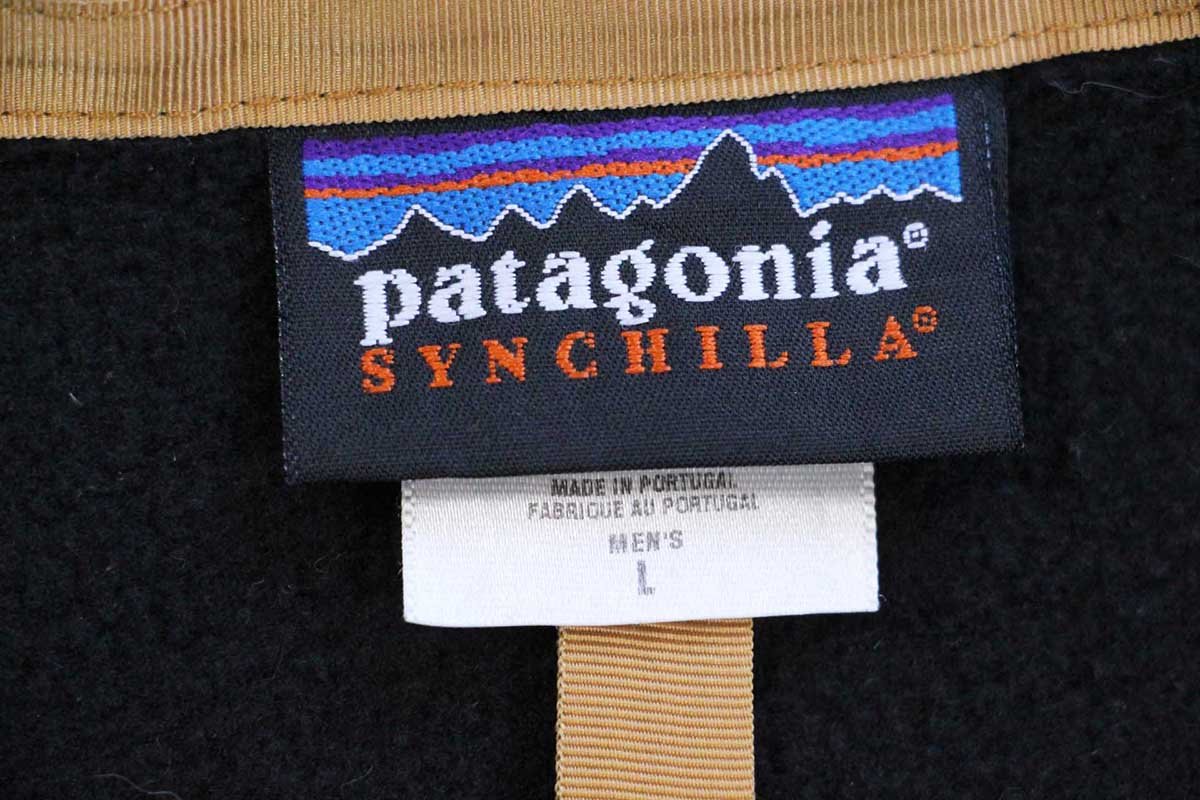 patagonia®
SYNCHILLA®
MADE IN PORTUGAL
FABRIQUE AU PORTUGAL
MEN'S
L